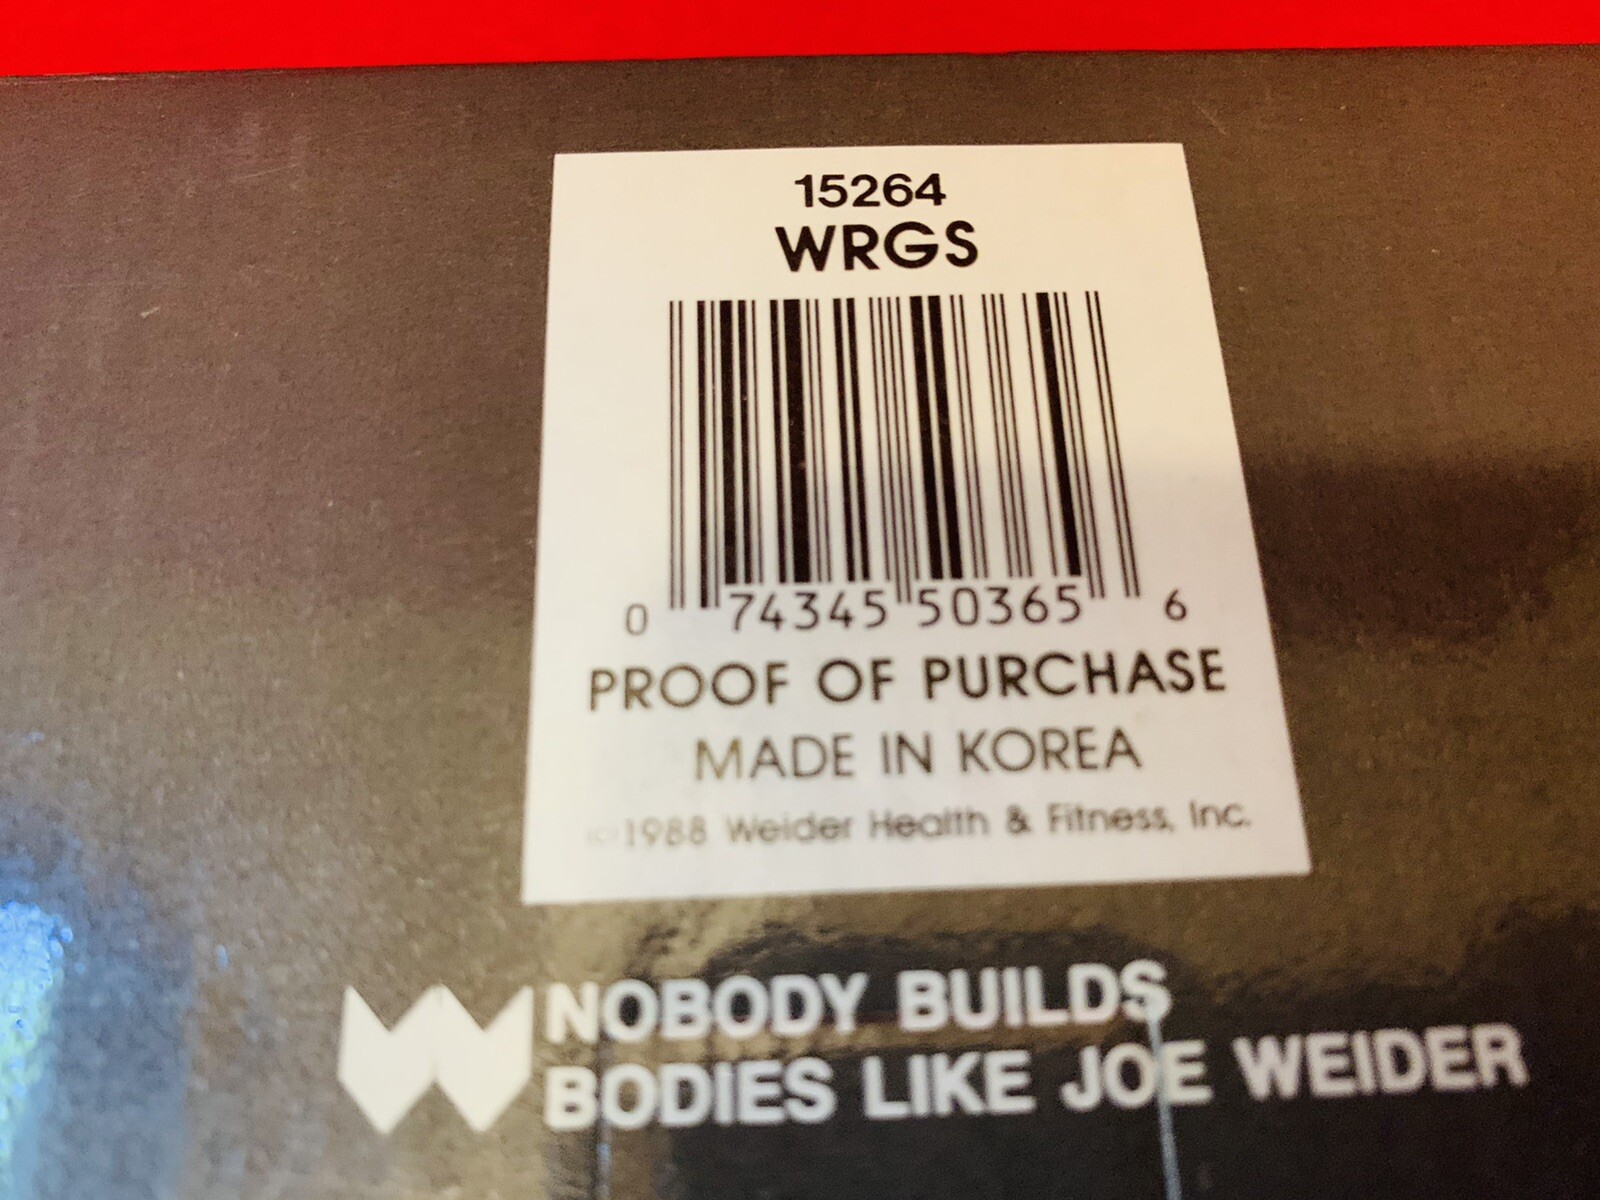 15264
WRGS
0 74345 50365 6
PROOF OF PURCHASE
MADE IN KOREA
©1988 Weider Health & Fitness, Inc.
NOBODY BUILDS
BODIES LIKE JOE WEIDER